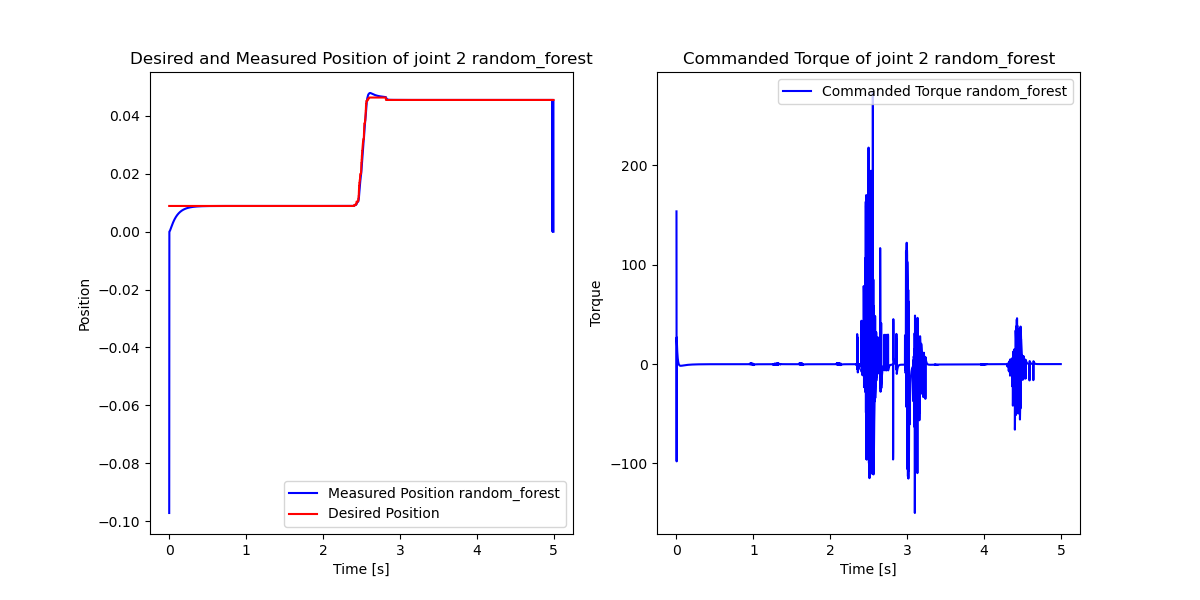 Desired and Measured Position of joint 2 random_forest
Position
0.04
0.02
0.00
−0.02
−0.04
−0.06
−0.08
−0.10
Measured Position random_forest
Desired Position
0 1 2 3 4 5
Time [s]
Commanded Torque of joint 2 random_forest
Torque
Commanded Torque random_forest
200
100
0
−100
0 1 2 3 4 5
Time [s]